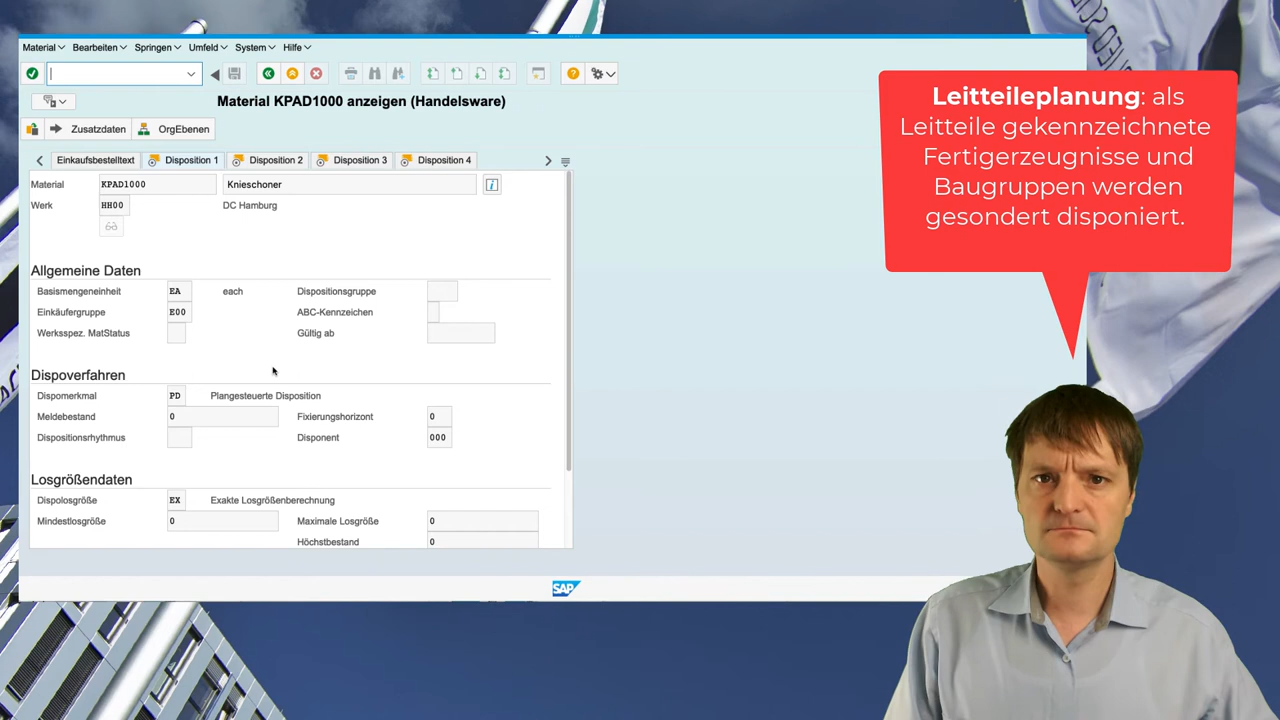 Material Bearbeiten Springen Umfeld System Hilfe
Material KPAD1000 anzeigen (Handelsware)
Zusatzdaten OrgEbenen
Einkaufsbestelltext Disposition 1 Disposition 2 Disposition 3 Disposition 4
Material KPAD1000 Knieschoner
Werk HH00 DC Hamburg
Allgemeine Daten
Basismengeneinheit EA each Dispositionsgruppe
Einkäufergruppe E00 ABC-Kennzeichen
Werksspez. MatStatus Gültig ab
Dispoverfahren
Dispomerkmal PD Plangesteuerte Disposition
Meldebestand 0 Fixierungshorizont 0
Dispositionsrhythmus Disponent 000
Losgrößendaten
Dispolosgröße EX Exakte Losgrößenberechnung
Mindestlosgröße 0 Maximale Losgröße 0
Höchstbestand 0
SAP
Leitteileplanung: als
Leitteile gekennzeichnete
Fertigerzeugnisse und
Baugruppen werden
gesondert disponiert.